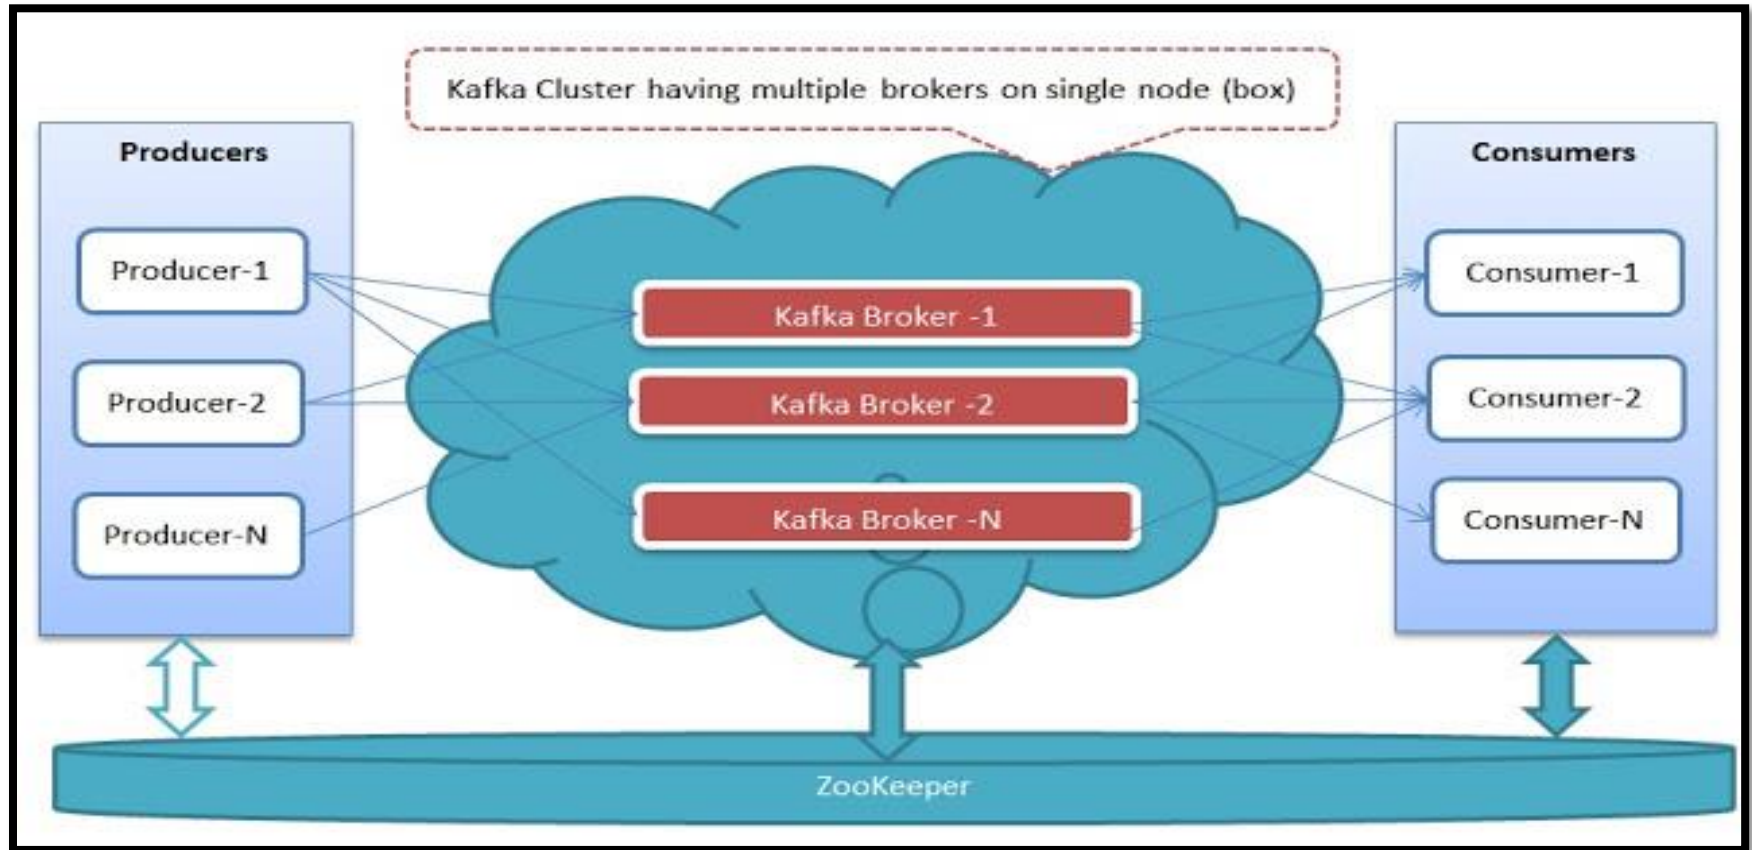 Kafka Cluster having multiple brokers on single node (box)
Producers
Producer-1
Producer-2
Producer-N
Kafka Broker -1
Kafka Broker -2
Kafka Broker -N
Consumers
Consumer-1
Consumer-2
Consumer-N
ZooKeeper